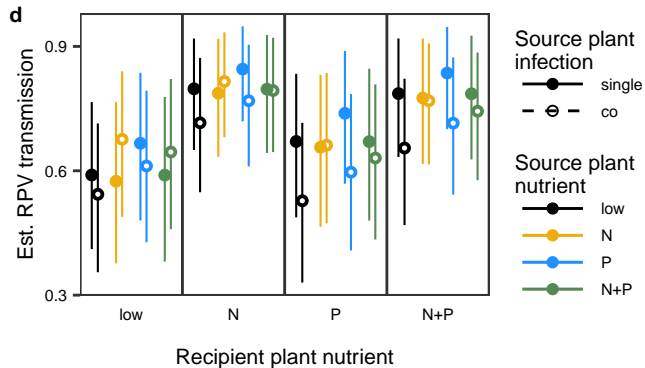 d
Est. RPV transmission
0.9
0.6
0.3
low
N
P
N+P
Recipient plant nutrient
Source plant
infection
single
co
Source plant
nutrient
low
N
P
N+P